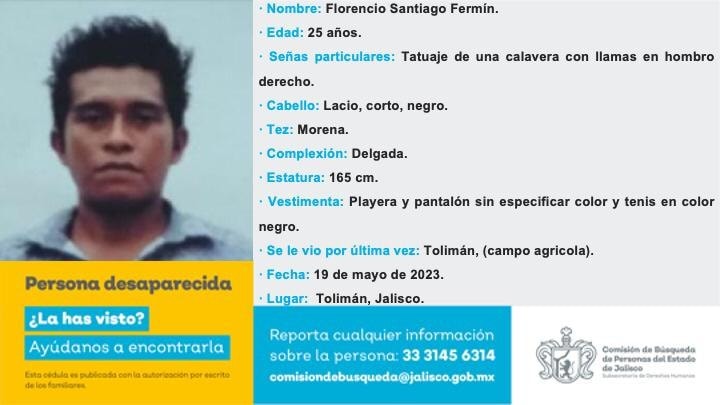 · Nombre: Florencio Santiago Fermín.
· Edad: 25 años.
· Señas particulares: Tatuaje de una calavera con llamas en hombro
derecho.
· Cabello: Lacio, corto, negro.
· Tez: Morena.
· Complexión: Delgada.
· Estatura: 165 cm.
· Vestimenta: Playera y pantalón sin especificar color y tenis en color
negro.
· Se le vio por última vez: Tolimán, (campo agricola).
· Fecha: 19 de mayo de 2023.
· Lugar: Tolimán, Jalisco.
Persona desaparecida
¿La has visto?
Ayúdanos a encontrarla
Esta cédula es publicada con la autorización por escrito
de los familiares.
Reporta cualquier información
sobre la persona: 33 3145 6314
comisiondebusqueda@jalisco.gob.mx
Comisión de Búsqueda
de Personas del Estado
de Jalisco
Subsecretaría de Derechos Humanos